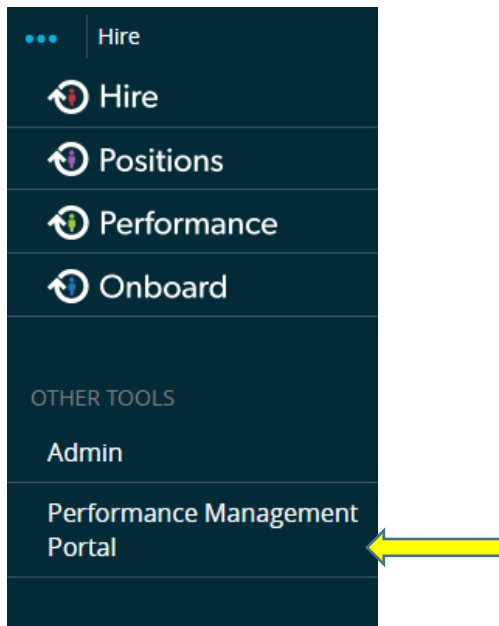 Hire
Hire
Positions
Performance
Onboard
OTHER TOOLS
Admin
Performance Management
Portal